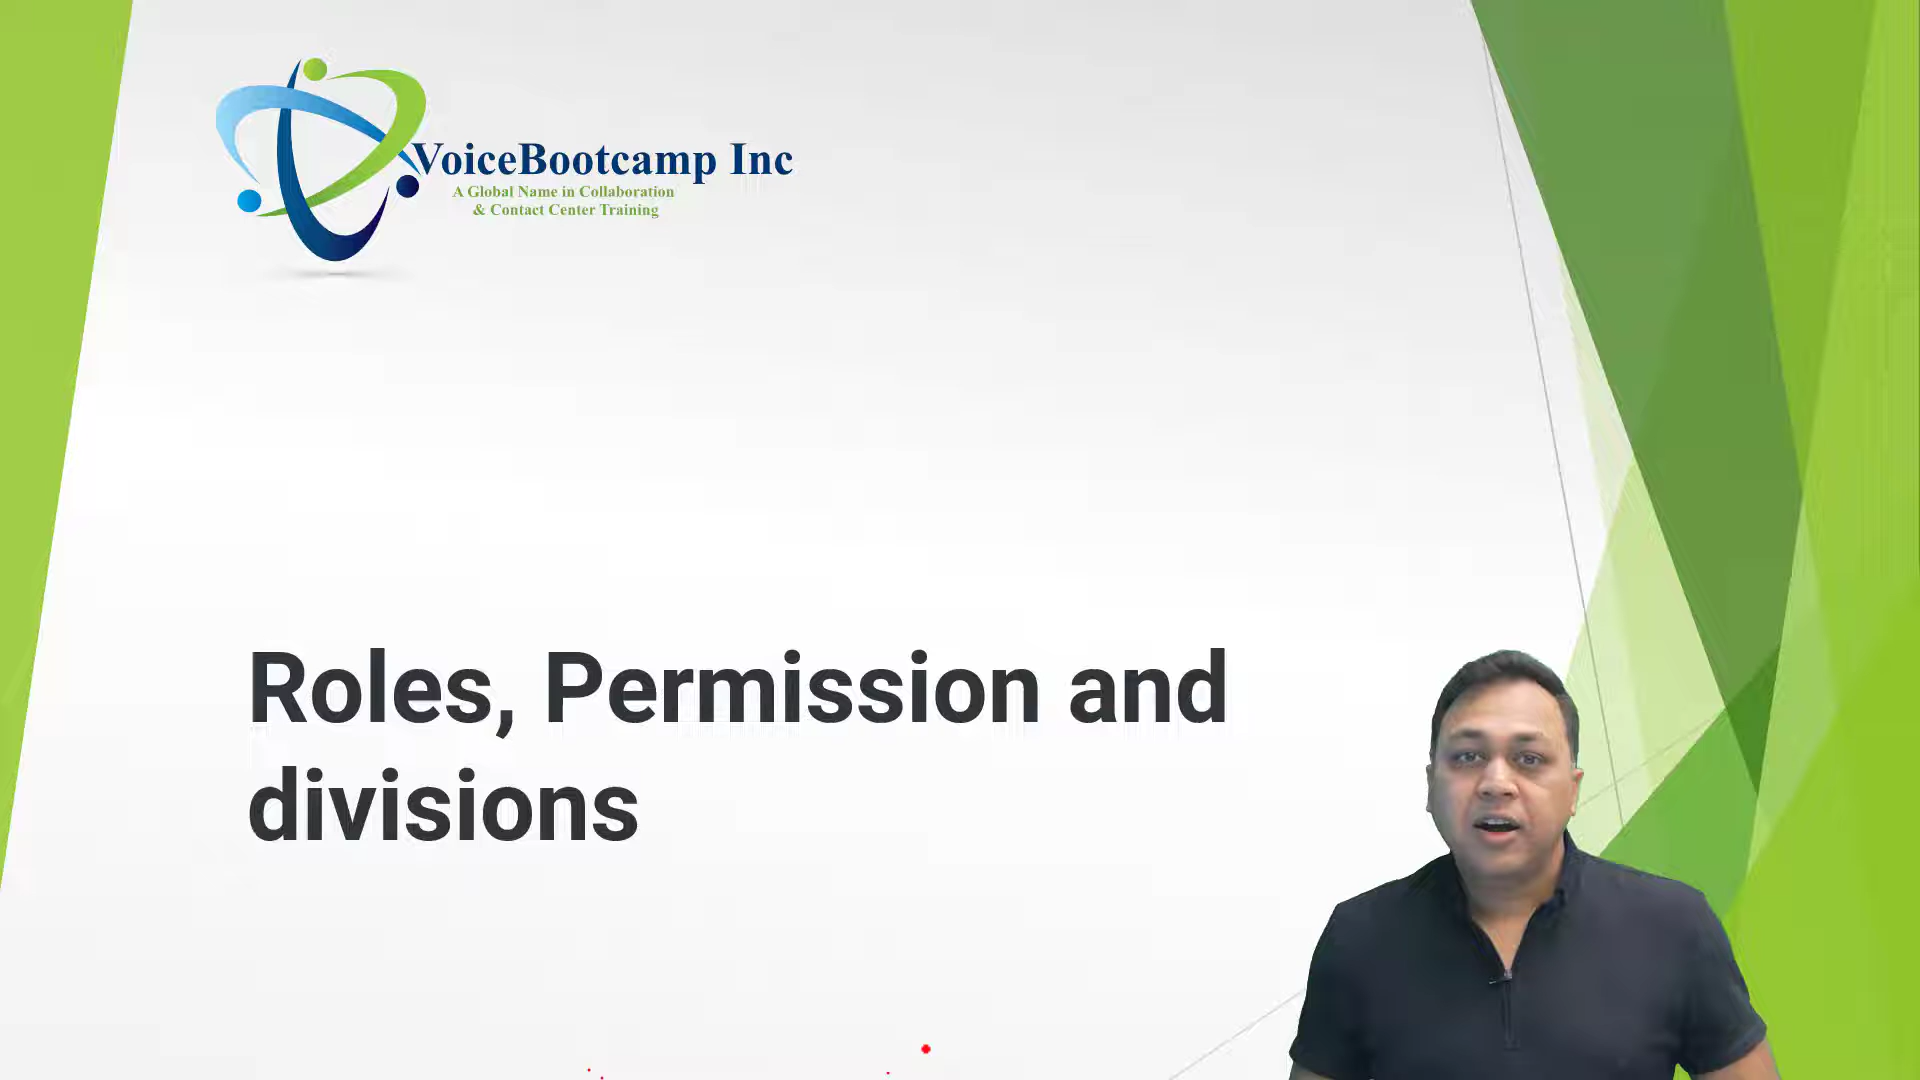 VoiceBootcamp Inc
A Global Name in Collaboration
& Contact Center Training
Roles, Permission and
divisions